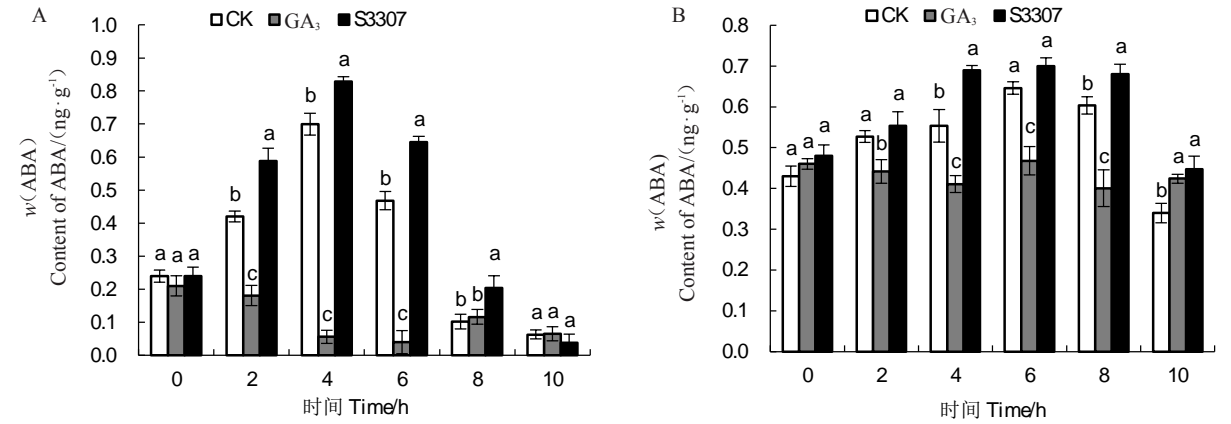 A
CK GA₃ S3307
w(ABA)
Content of ABA/(ng·g⁻¹)
1.0
0.9
0.8
0.7
0.6
0.5
0.4
0.3
0.2
0.1
0.0
a a a
b c a
b c a
b c a
b b a
a a a
0 2 4 6 8 10
时间 Time/h
B
CK GA₃ S3307
w(ABA)
Content of ABA/(ng·g⁻¹)
0.8
0.7
0.6
0.5
0.4
0.3
0.2
0.1
0.0
a a a
a b a
b c a
a c a
b c a
b a a
0 2 4 6 8 10
时间 Time/h